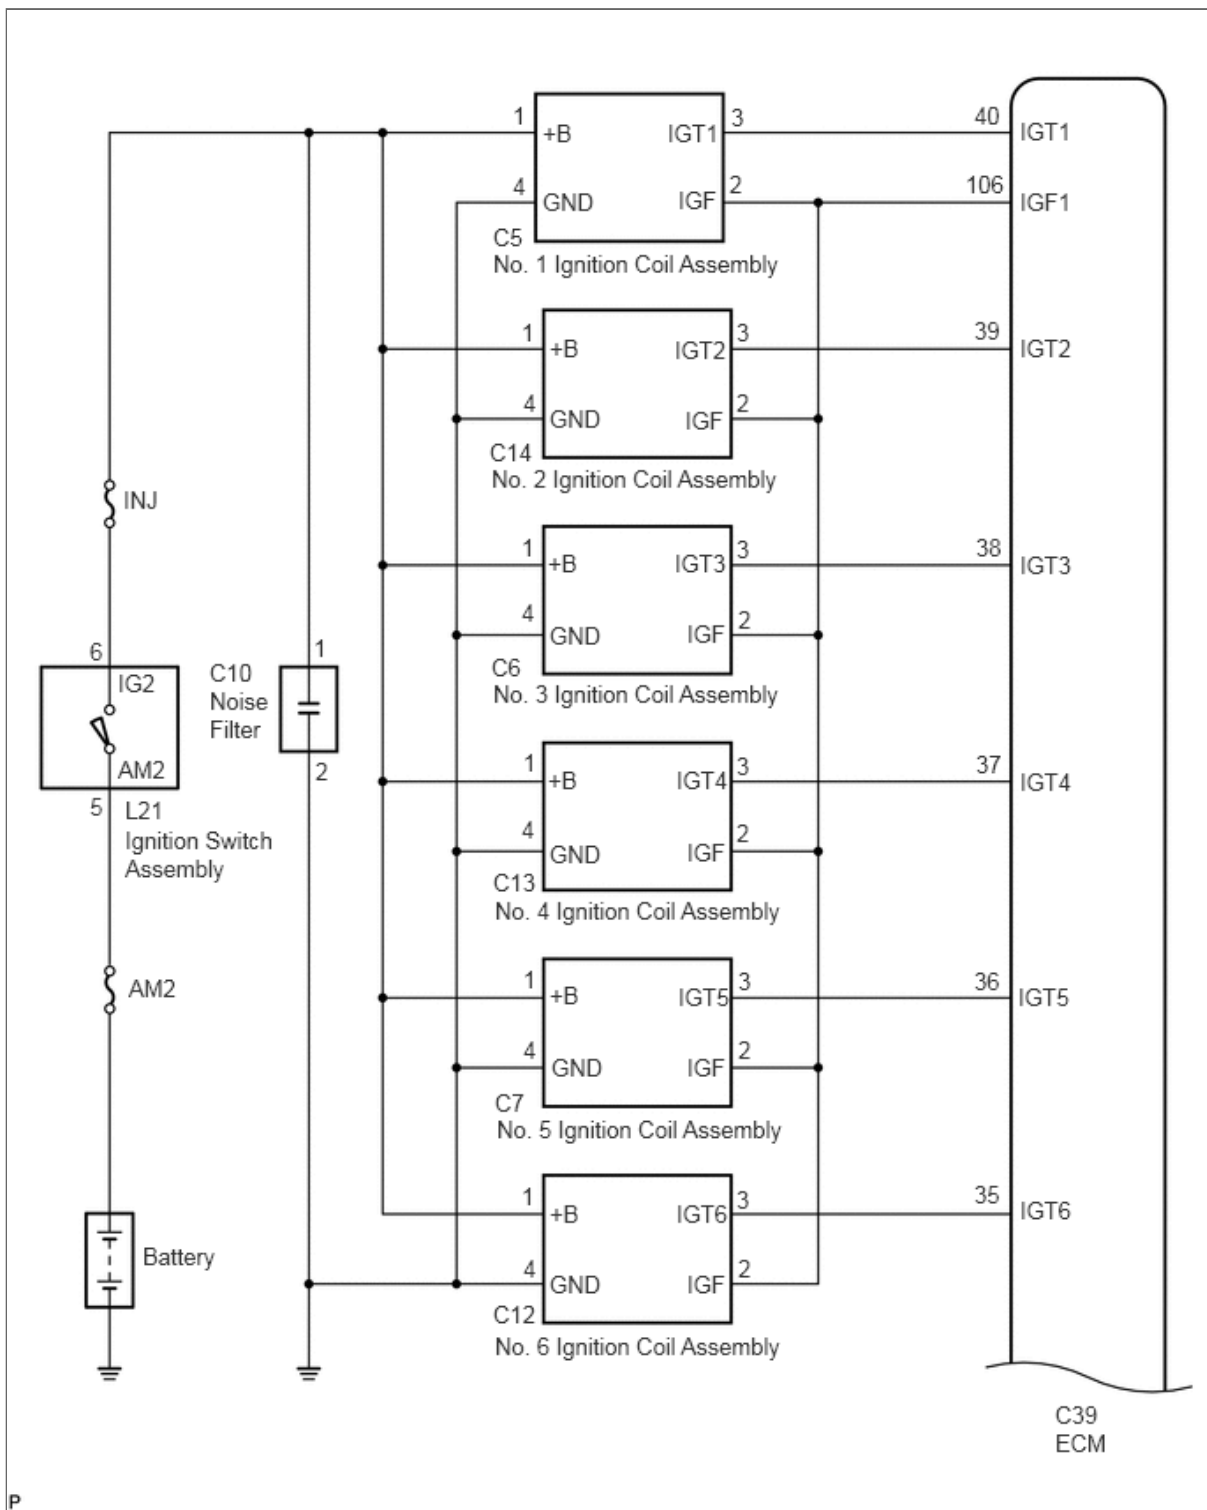 1
+B
IGT1
3
40
IGT1
4
GND
IGF
2
106
IGF1
C5
No. 1 Ignition Coil Assembly
1
+B
IGT2
3
39
IGT2
4
GND
IGF
2
C14
No. 2 Ignition Coil Assembly
INJ
1
+B
IGT3
3
38
IGT3
4
GND
IGF
2
C6
No. 3 Ignition Coil Assembly
6
IG2
AM2
5
L21
Ignition Switch
Assembly
C10
Noise
Filter
1
2
1
+B
IGT4
3
37
IGT4
4
GND
IGF
2
C13
No. 4 Ignition Coil Assembly
AM2
1
+B
IGT5
3
36
IGT5
4
GND
IGF
2
C7
No. 5 Ignition Coil Assembly
Battery
1
+B
IGT6
3
35
IGT6
4
GND
IGF
2
C12
No. 6 Ignition Coil Assembly
C39
ECM
P